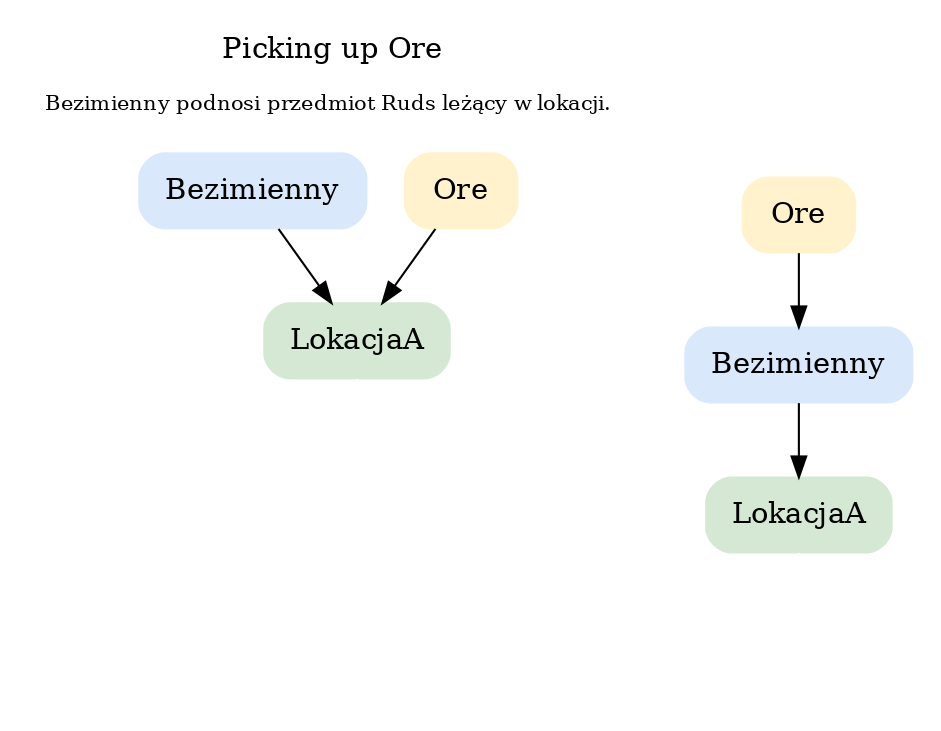 Picking up Ore
Bezimienny podnosi przedmiot Ruds leżący w lokacji.
Bezimienny
Ore
LokacjaA
Ore
Bezimienny
LokacjaA